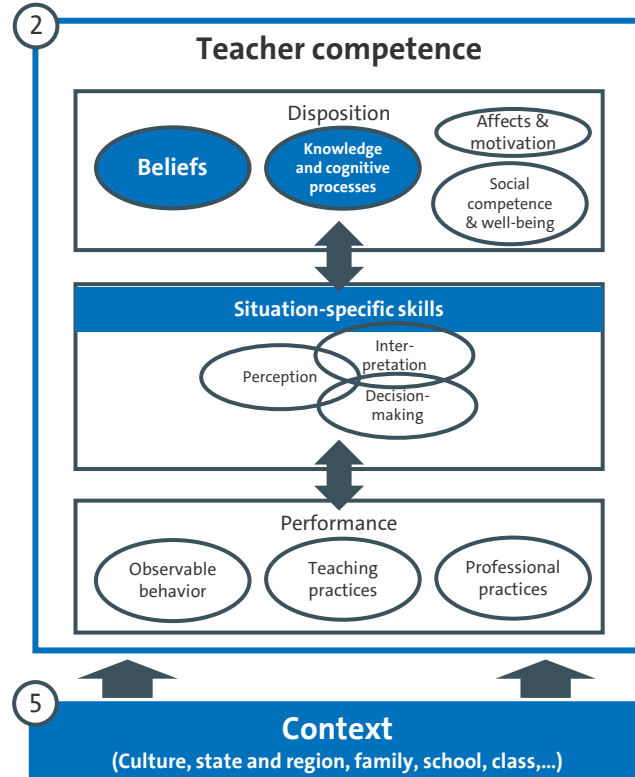 2
Teacher competence
Disposition
Beliefs
Knowledge
and cognitive
processes
Affects &
motivation
Social
competence
& well-being
Situation-specific skills
Perception
Inter-
pretation
Decision-
making
Performance
Observable
behavior
Teaching
practices
Professional
practices
5
Context
(Culture, state and region, family, school, class,...)